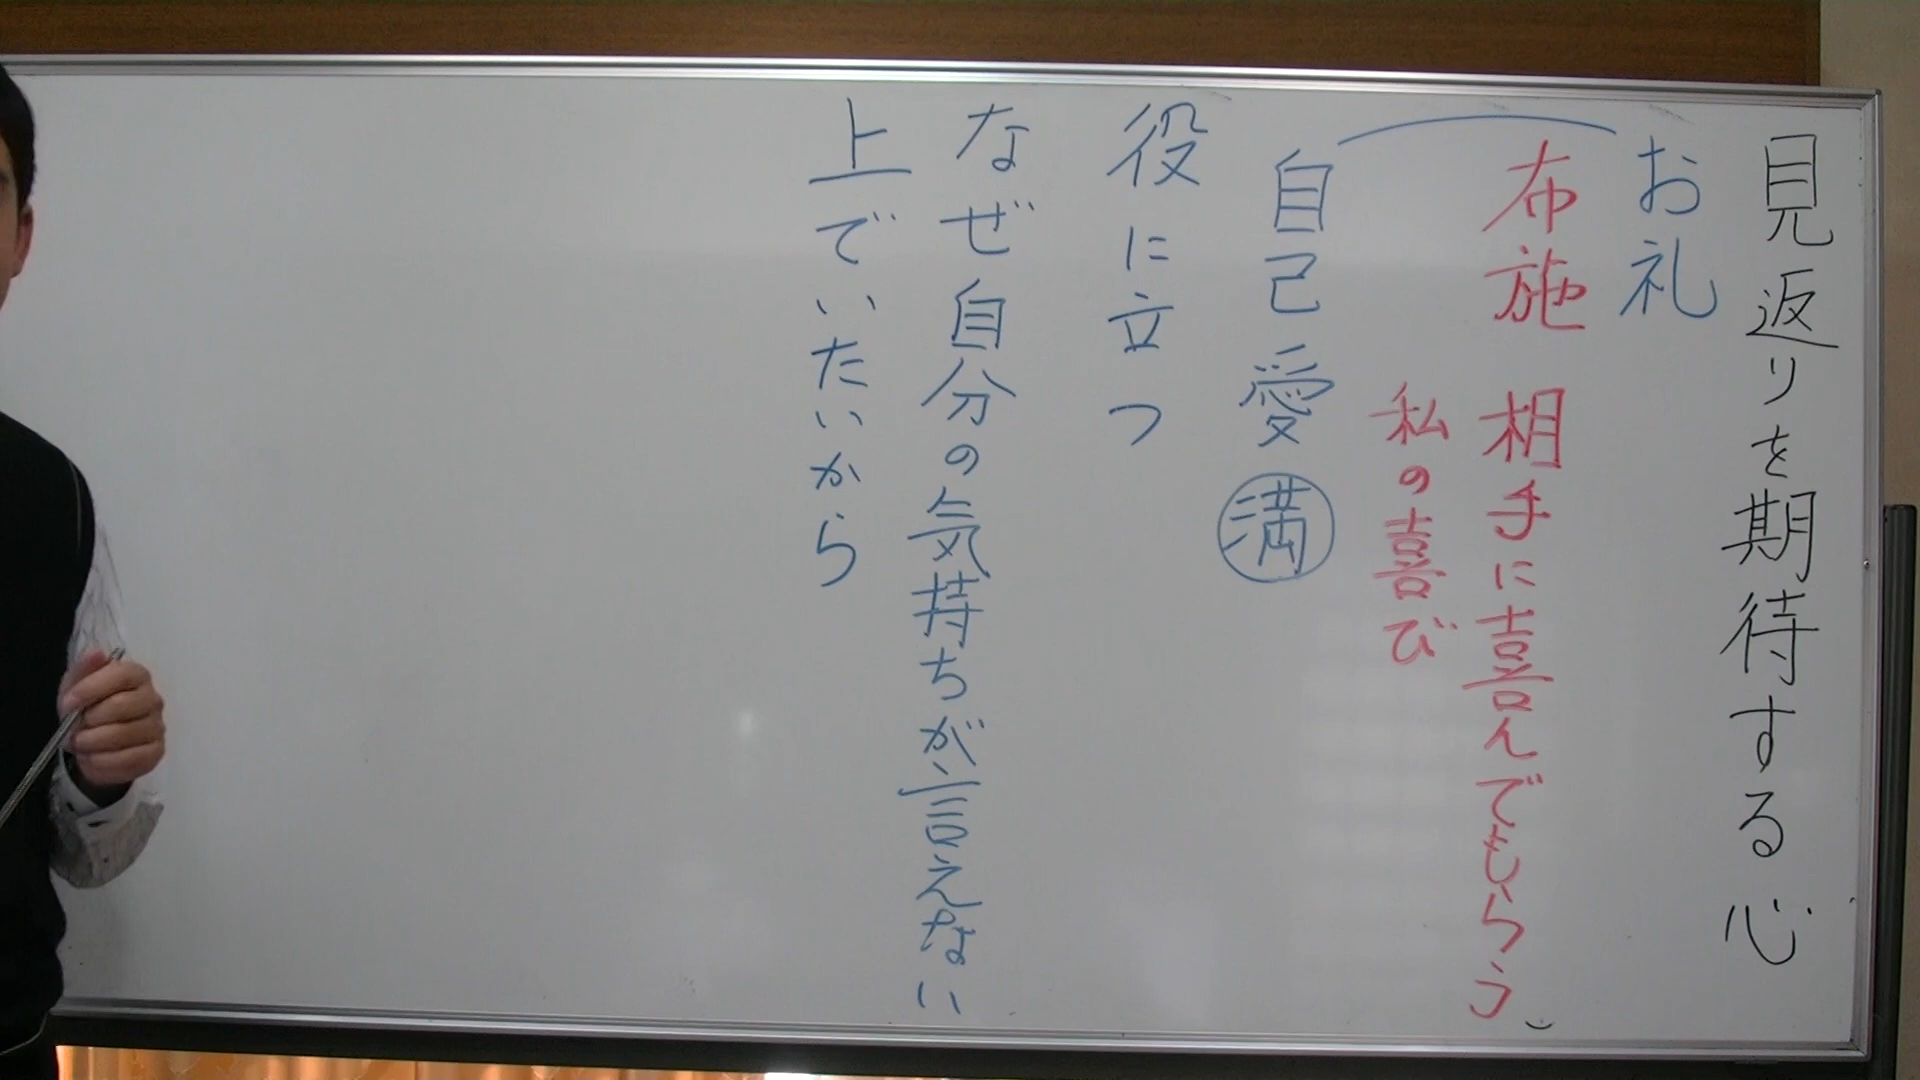 見返りを期待する心
お礼
布施 相手に喜んでもらう
私の喜び
自己愛 満
役に立つ
なぜ自分の気持ちが言えない
上でいたいから